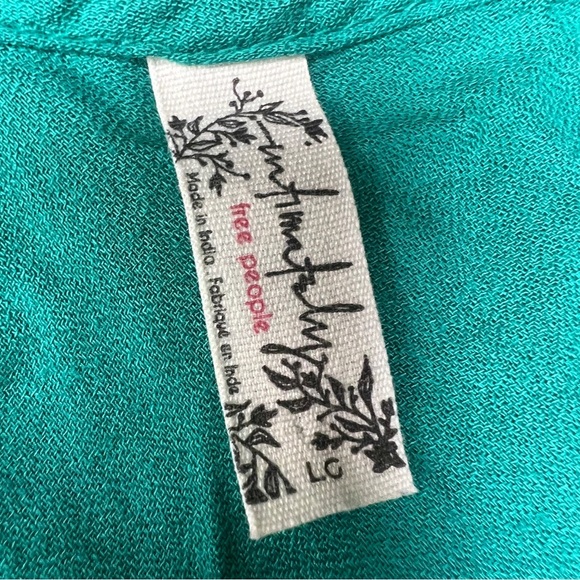 intimately
free people
Made in India. Fabriqué en Inde
LG